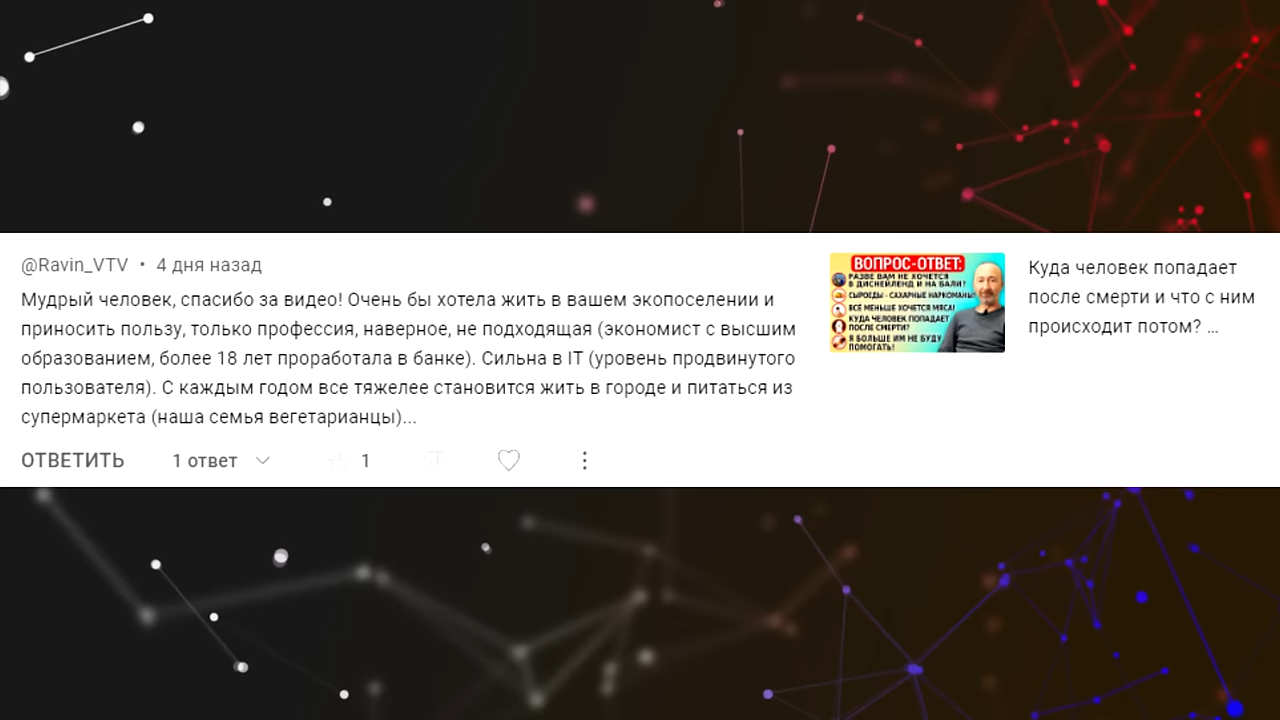 @Ravin_VTV • 4 дня назад
Мудрый человек, спасибо за видео! Очень бы хотела жить в вашем экопоселении и
приносить пользу, только профессия, наверное, не подходящая (экономист с высшим
образованием, более 18 лет проработала в банке). Сильна в IT (уровень продвинутого
пользователя). С каждым годом все тяжелее становится жить в городе и питаться из
супермаркета (наша семья вегетарианцы)...
ОТВЕТИТЬ 1 ответ 1
ВОПРОС-ОТВЕТ:
РАЗВЕ ВАМ НЕ ХОЧЕТСЯ
В ДИСНЕЙЛЕНД И НА БАЛИ?
СЫРОЕДЫ - САХАРНЫЕ НАРКОМАНЫ
ВСЕ МЕНЬШЕ ХОЧЕТСЯ МЯСА!
КУДА ЧЕЛОВЕК ПОПАДАЕТ
ПОСЛЕ СМЕРТИ?
Я БОЛЬШЕ ИМ НЕ БУДУ
ПОМОГАТЬ!
Куда человек попадает
после смерти и что с ним
происходит потом? ...